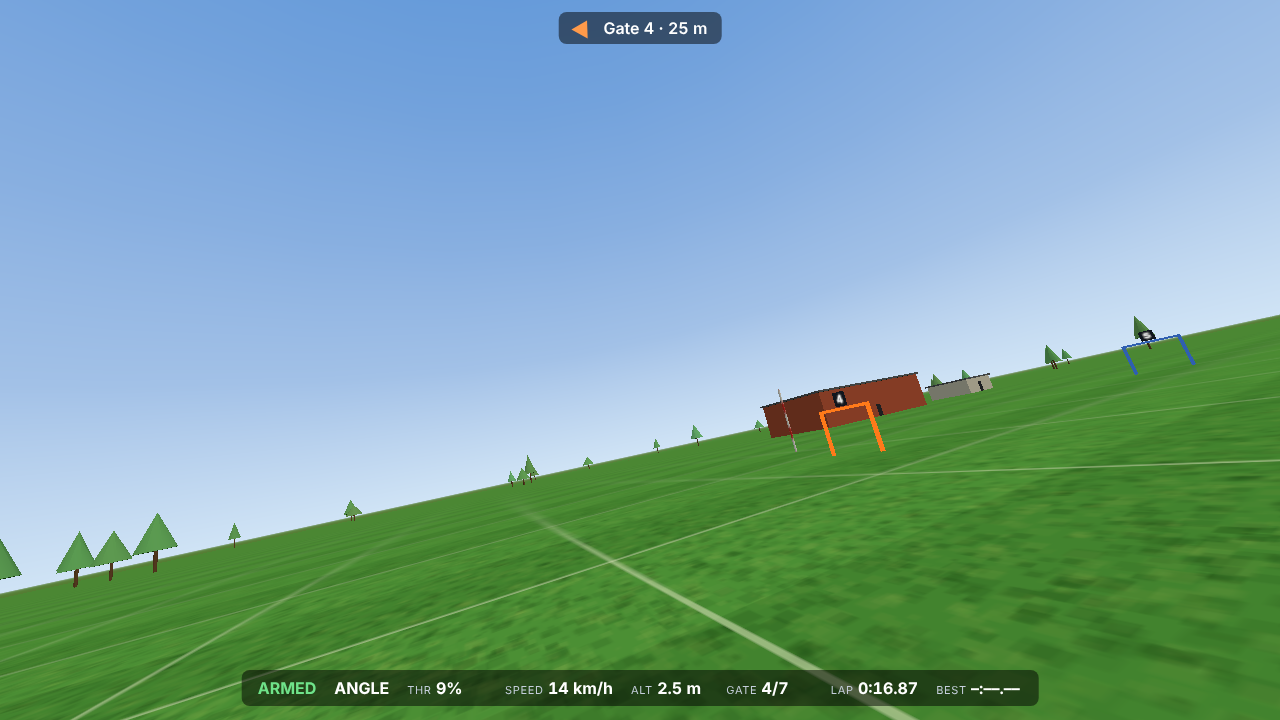 Gate 4 · 25 m
4
ARMED ANGLE THR 9% SPEED 14 km/h ALT 2.5 m GATE 4/7 LAP 0:16.87 BEST –:––.––